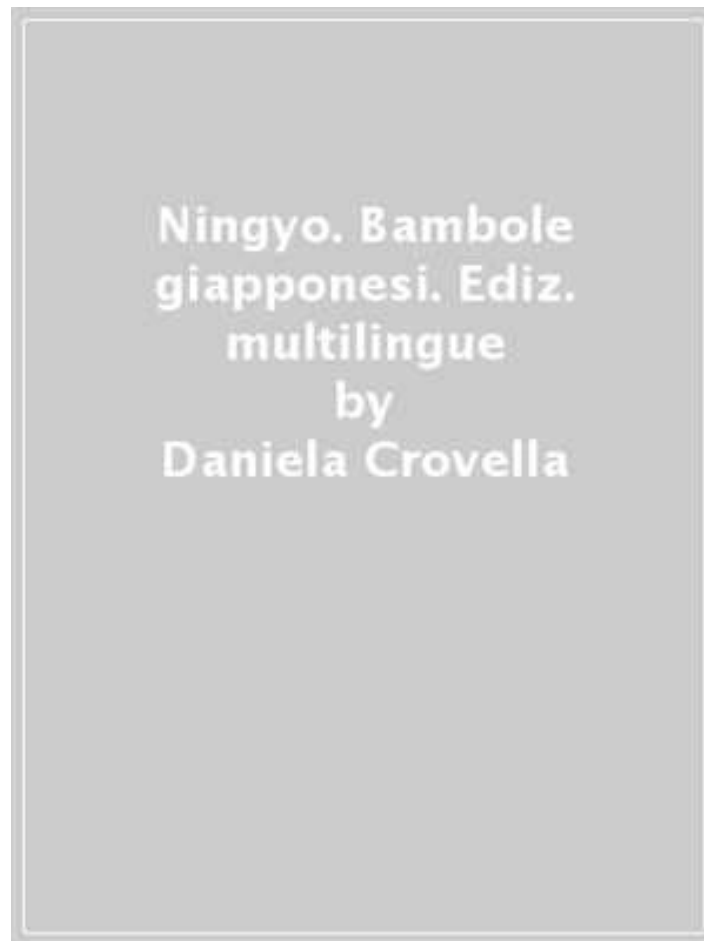 Ningyo. Bambole
giapponesi. Ediz.
multilingue
by
Daniela Crovella